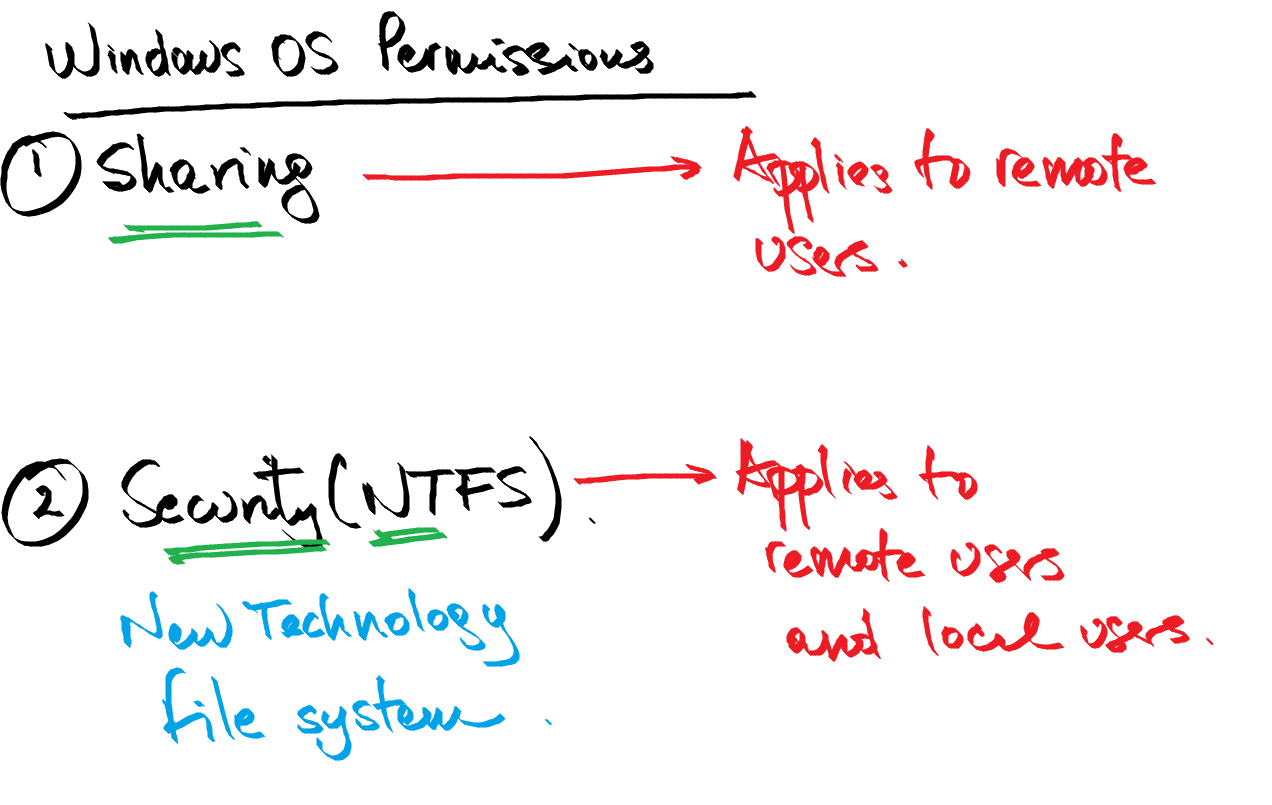 Windows OS Permissions
① Sharing → Applies to remote
users.
② Security (NTFS). → Applies to
remote users
and local users.
New Technology
file system.